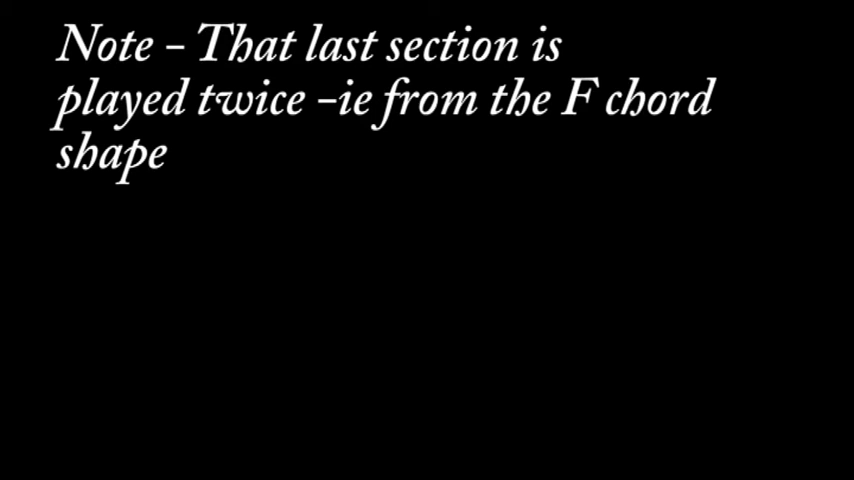 Note - That last section is
played twice -ie from the F chord
shape